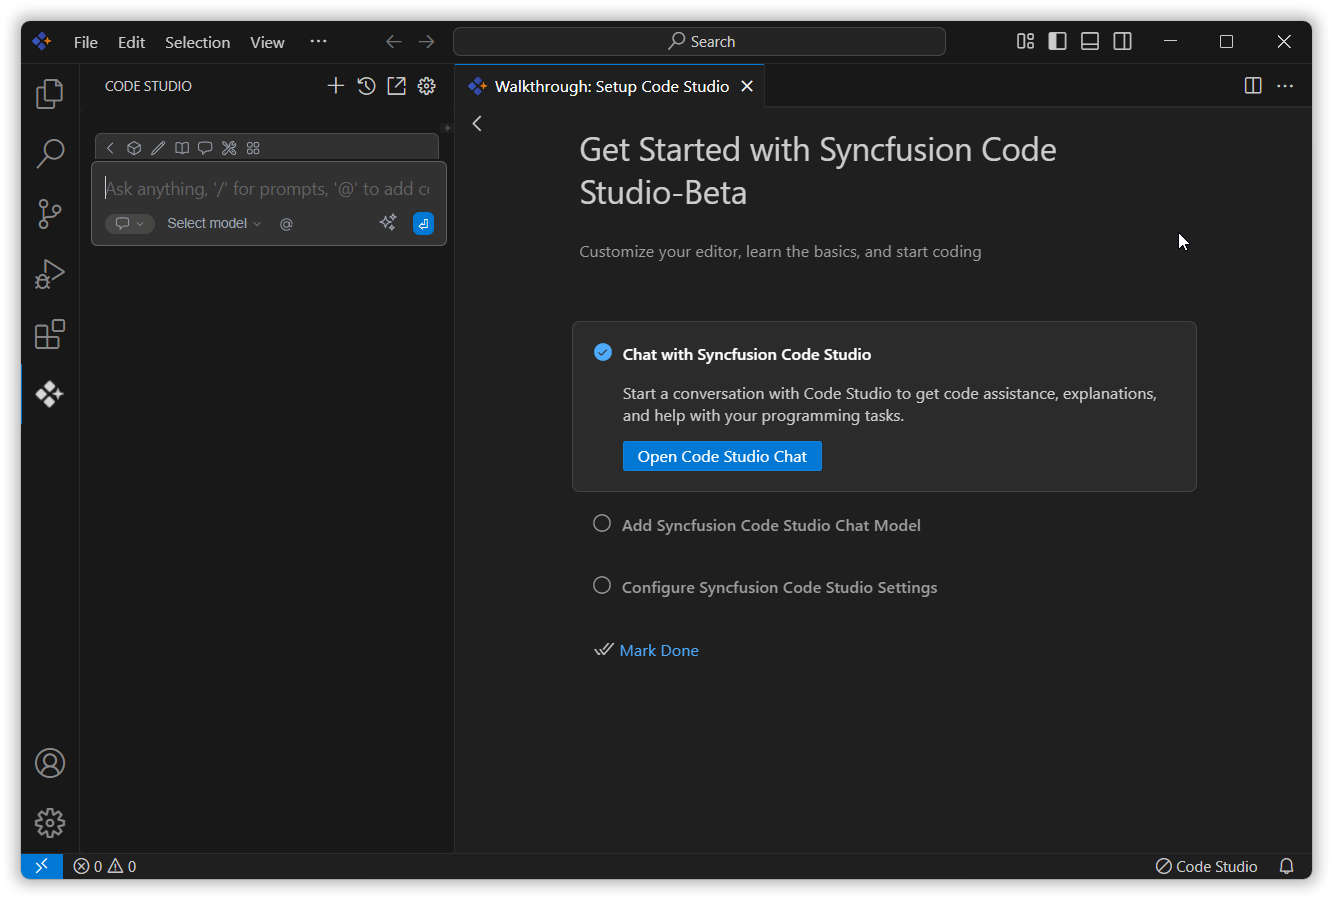 File Edit Selection View ··· Search
CODE STUDIO
Walkthrough: Setup Code Studio
Ask anything, '/' for prompts, '@' to add co
Select model @
Get Started with Syncfusion Code
Studio-Beta
Customize your editor, learn the basics, and start coding
Chat with Syncfusion Code Studio
Start a conversation with Code Studio to get code assistance, explanations,
and help with your programming tasks.
Open Code Studio Chat
Add Syncfusion Code Studio Chat Model
Configure Syncfusion Code Studio Settings
Mark Done
0 0 Code Studio